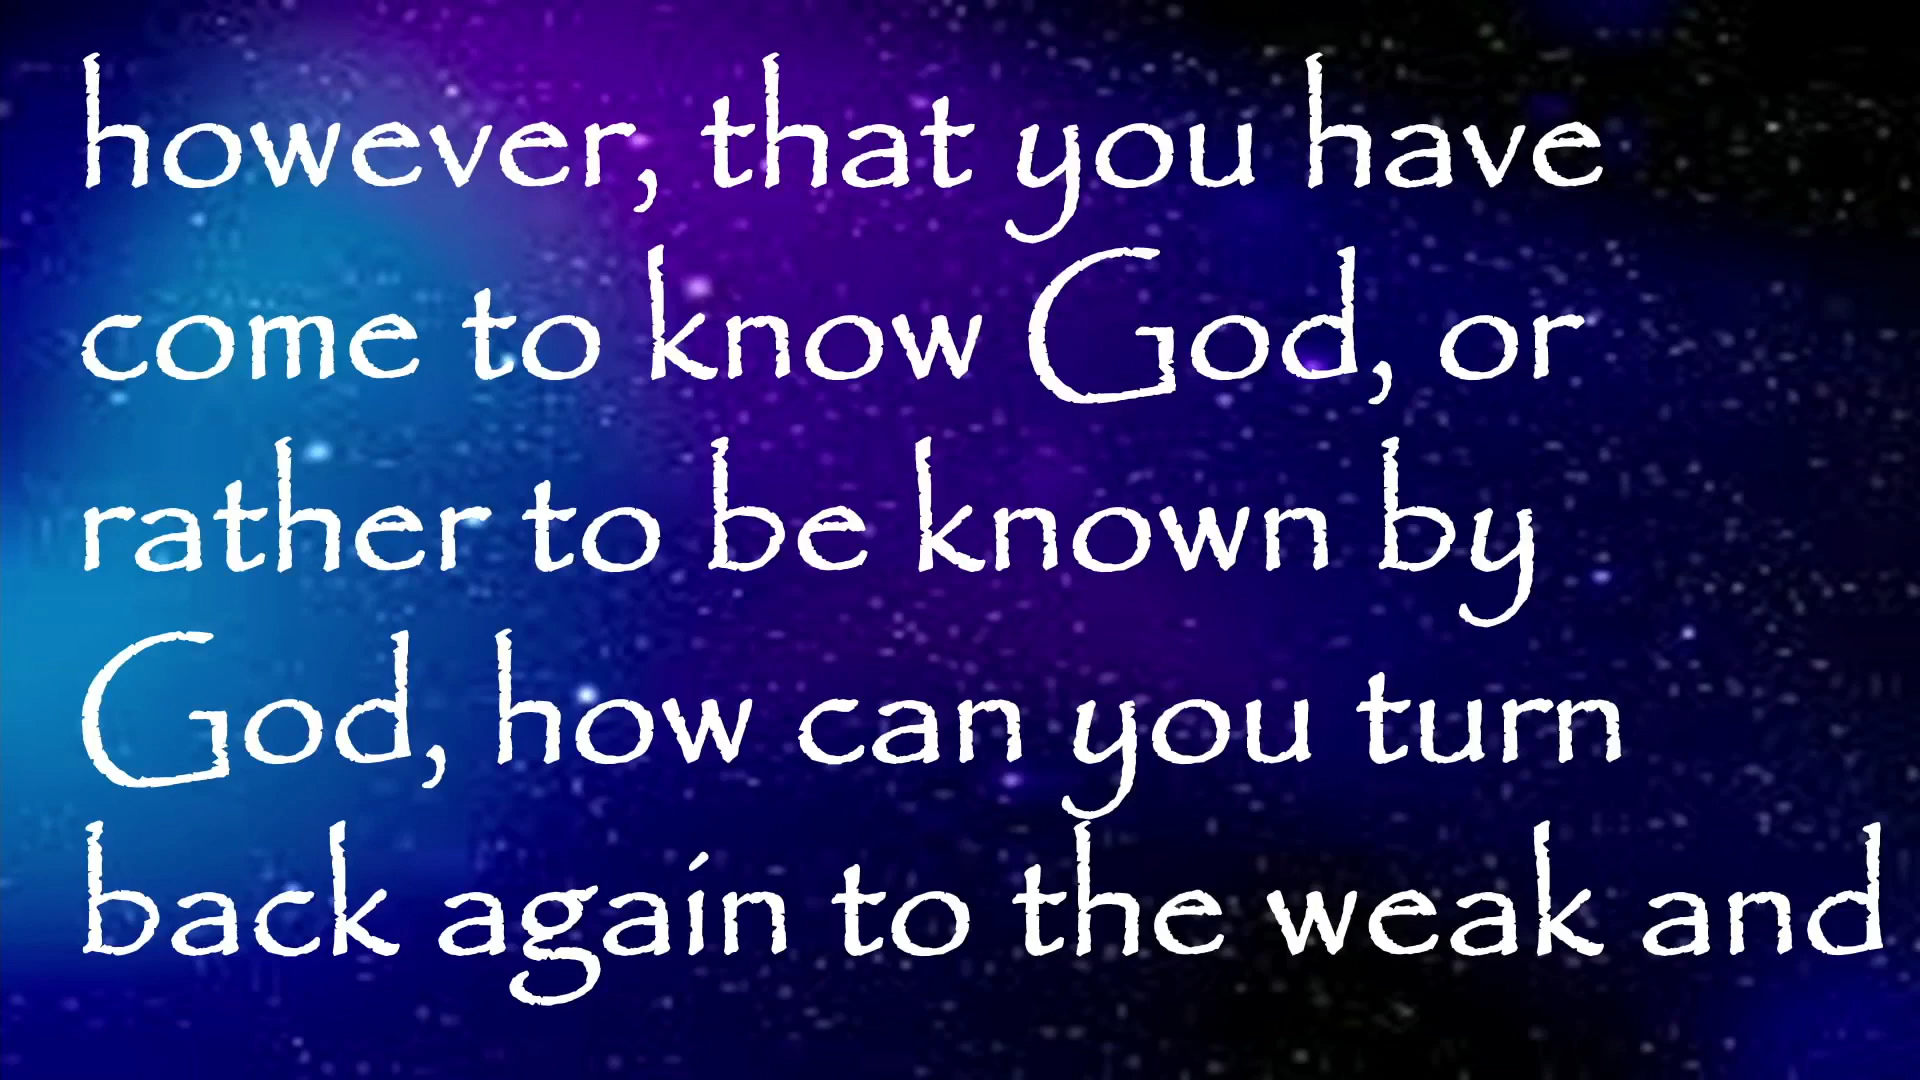 however, that you have
come to know God, or
rather to be known by
God, how can you turn
back again to the weak and